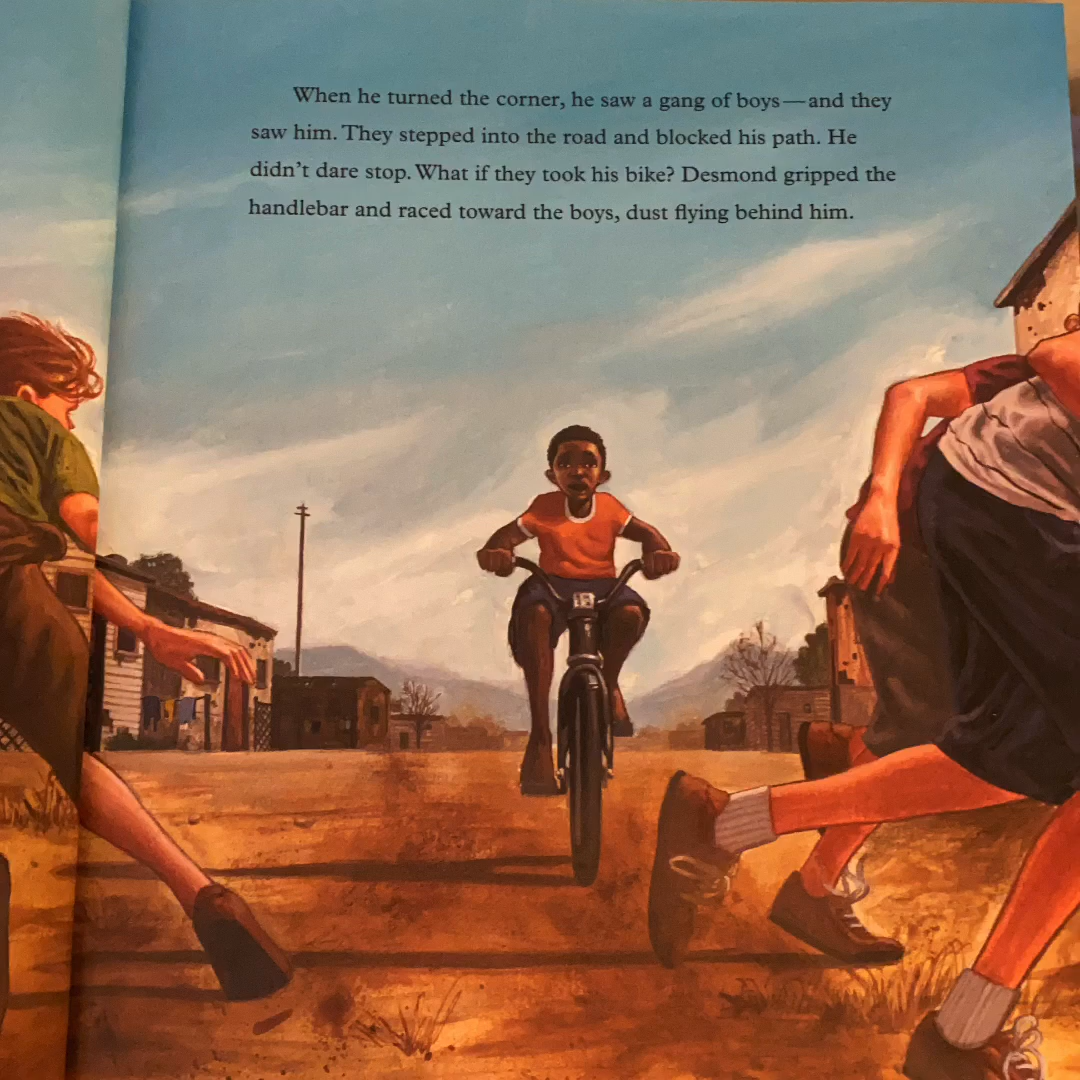 When he turned the corner, he saw a gang of boys—and they
saw him. They stepped into the road and blocked his path. He
didn’t dare stop. What if they took his bike? Desmond gripped the
handlebar and raced toward the boys, dust flying behind him.